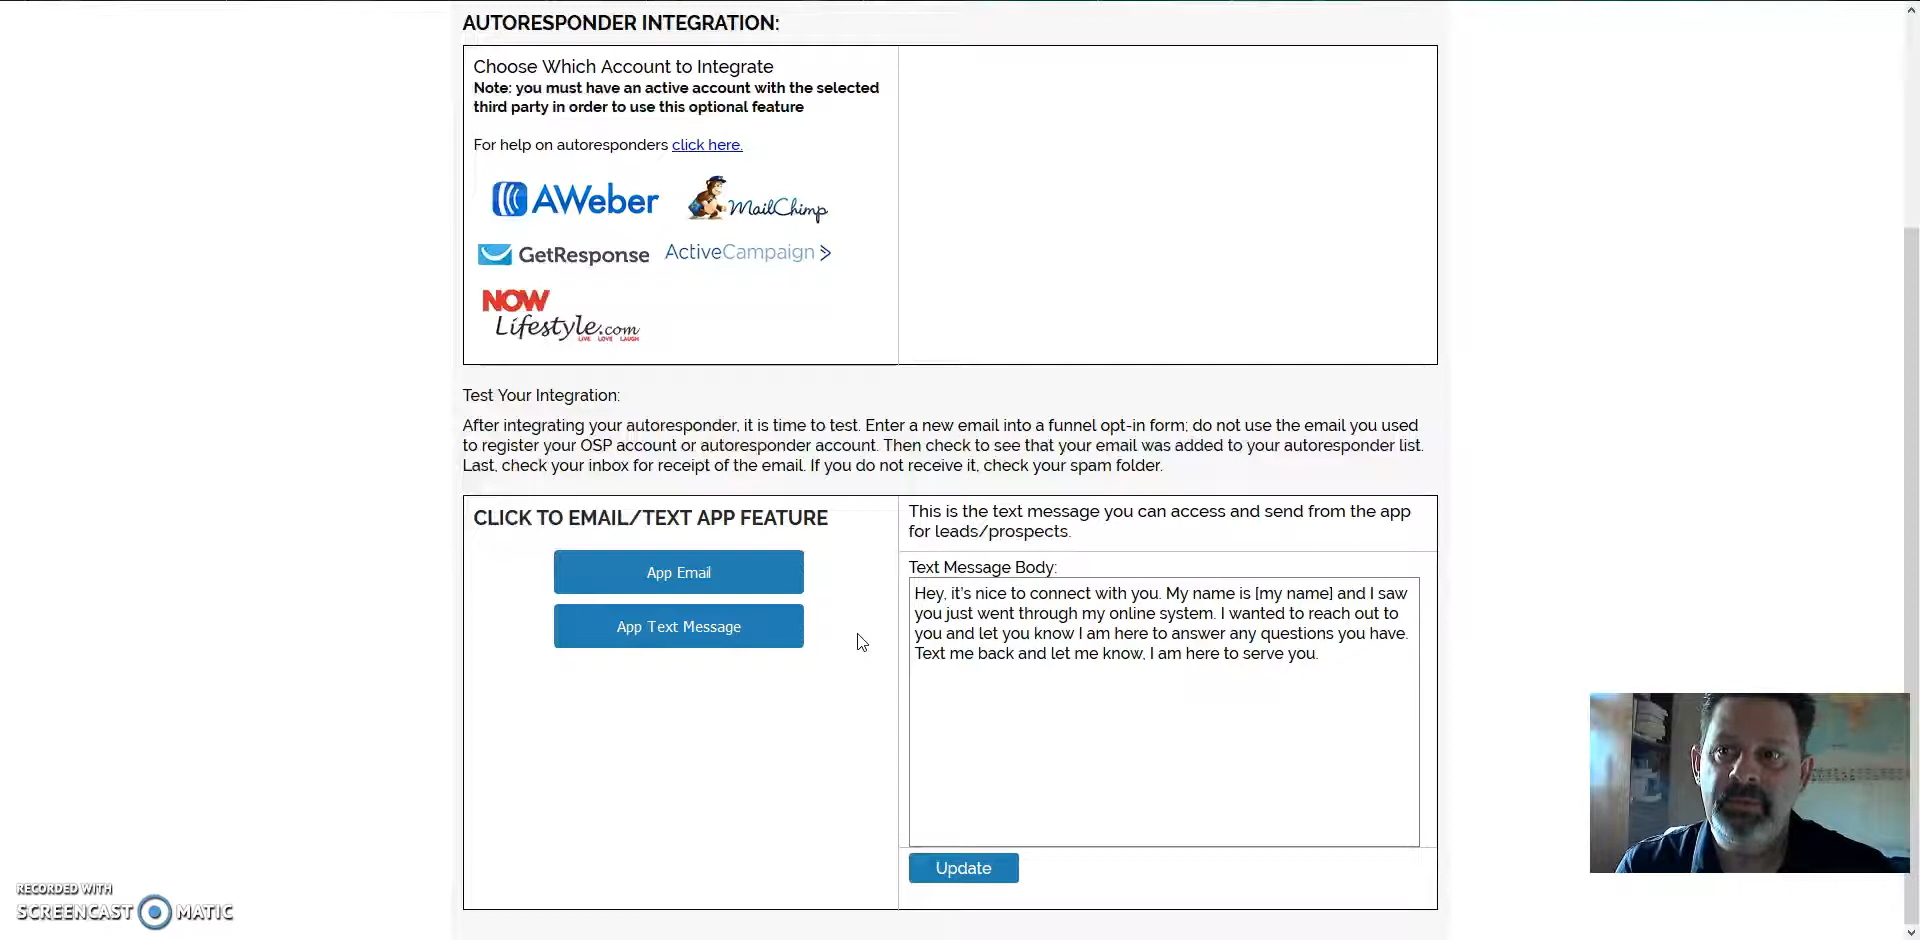 AUTORESPONDER INTEGRATION:
Choose Which Account to Integrate
Note: you must have an active account with the selected
third party in order to use this optional feature
For help on autoresponders click here.
AWeber
MailChimp
GetResponse
ActiveCampaign >
NOW
Lifestyle.com
LIVE LOVE LAUGH
Test Your Integration:
After integrating your autoresponder, it is time to test. Enter a new email into a funnel opt-in form; do not use the email you used
to register your OSP account or autoresponder account. Then check to see that your email was added to your autoresponder list.
Last, check your inbox for receipt of the email. If you do not receive it, check your spam folder.
CLICK TO EMAIL/TEXT APP FEATURE
App Email
App Text Message
This is the text message you can access and send from the app
for leads/prospects.
Text Message Body:
Hey, it's nice to connect with you. My name is [my name] and I saw
you just went through my online system. I wanted to reach out to
you and let you know I am here to answer any questions you have.
Text me back and let me know, I am here to serve you.
Update
RECORDED WITH
SCREENCAST MATIC